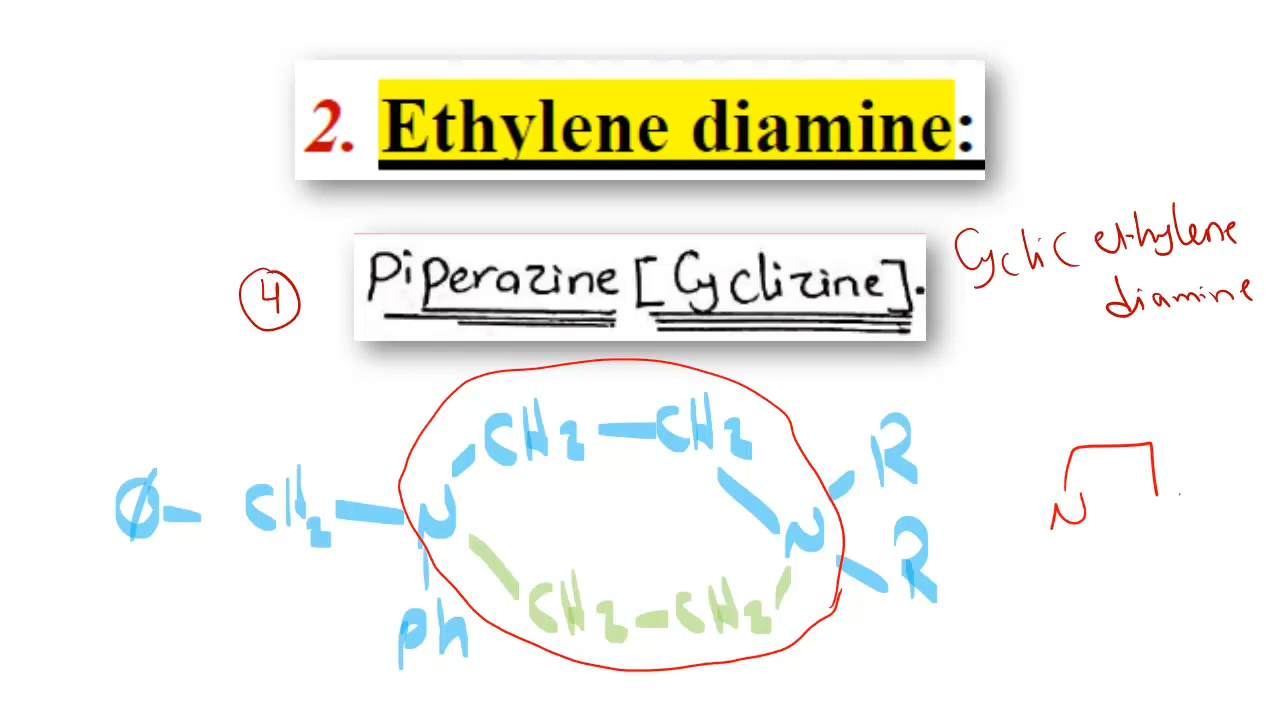 2. Ethylene diamine:
④ Piperazine [Cyclizine].
Cyclic ethylene
diamine
CH2 — CH2
R
Ø — CH2 — N
N
R
CH2 — CH2
ph
N